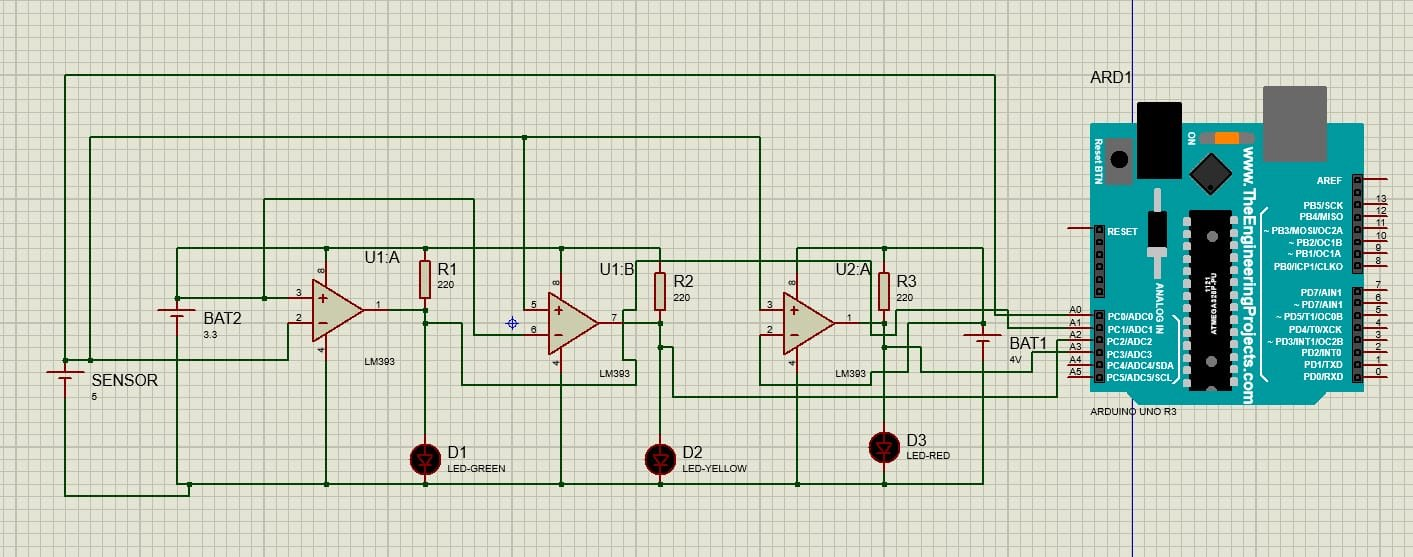 ARD1
ON
Reset BTN
www.TheEngineeringProjects.com
AREF
13
PB5/SCK
12
PB4/MISO
11
~ PB3/MOSI/OC2A
10
~ PB2/OC1B
9
~ PB1/OC1A
8
PB0/ICP1/CLKO
RESET
7
PD7/AIN1
6
~ PD7/AIN1
5
~ PD5/T1/OC0B
4
PD4/T0/XCK
3
~ PD3/INT1/OC2B
2
PD2/INT0
1
PD1/TXD
0
PD0/RXD
ANALOG IN
ATMEGA328P-PU
1121
A0
PC0/ADC0
A1
PC1/ADC1
A2
PC2/ADC2
A3
PC3/ADC3
A4
PC4/ADC4/SDA
A5
PC5/ADC5/SCL
ARDUINO UNO R3
U1:A
3
2
8
4
1
LM393
R1
220
U1:B
5
6
8
4
7
LM393
R2
220
U2:A
3
2
8
4
1
LM393
R3
220
BAT2
3.3
BAT1
4V
SENSOR
5
D1
LED-GREEN
D2
LED-YELLOW
D3
LED-RED